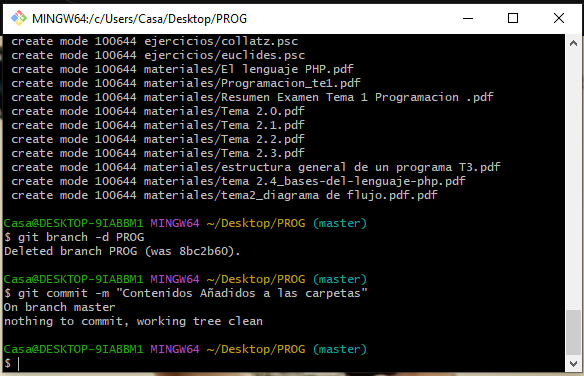 MINGW64:/c/Users/Casa/Desktop/PROG
create mode 100644 ejercicios/collatz.psc
create mode 100644 ejercicios/euclides.psc
create mode 100644 materiales/El lenguaje PHP.pdf
create mode 100644 materiales/Programacion_te1.pdf
create mode 100644 materiales/Resumen Examen Tema 1 Programacion .pdf
create mode 100644 materiales/Tema 2.0.pdf
create mode 100644 materiales/Tema 2.1.pdf
create mode 100644 materiales/Tema 2.2.pdf
create mode 100644 materiales/Tema 2.3.pdf
create mode 100644 materiales/estructura general de un programa T3.pdf
create mode 100644 materiales/tema 2.4_bases-del-lenguaje-php.pdf
create mode 100644 materiales/tema2_diagrama de flujo.pdf.pdf
Casa@DESKTOP-9IABBM1 MINGW64 ~/Desktop/PROG (master)
$ git branch -d PROG
Deleted branch PROG (was 8bc2b60).
Casa@DESKTOP-9IABBM1 MINGW64 ~/Desktop/PROG (master)
$ git commit -m "Contenidos Añadidos a las carpetas"
On branch master
nothing to commit, working tree clean
Casa@DESKTOP-9IABBM1 MINGW64 ~/Desktop/PROG (master)
$